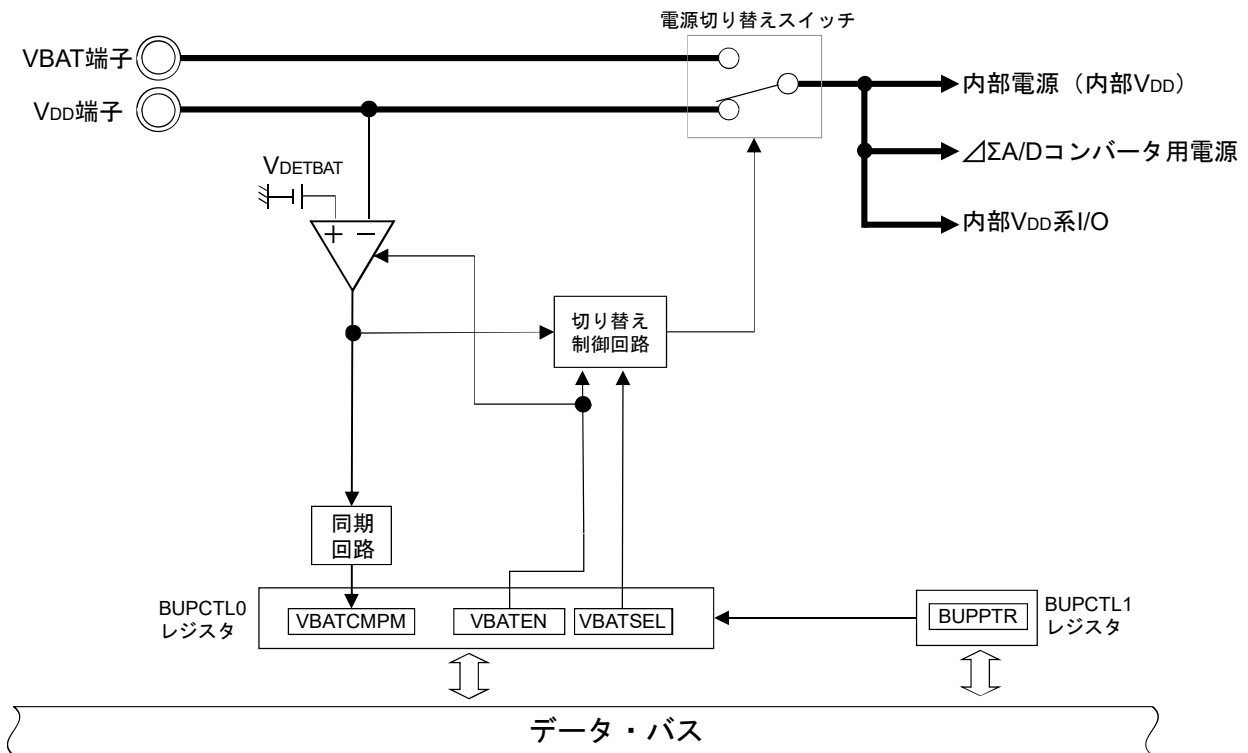 電源切り替えスイッチ
VBAT端子
VDD端子
内部電源（内部VDD）
⊿ΣA/Dコンバータ用電源
内部VDD系I/O
VDETBAT
+ −
切り替え
制御回路
同期
回路
BUPCTL0
レジスタ
VBATCMPM
VBATEN
VBATSEL
BUPPTR
BUPCTL1
レジスタ
データ・バス